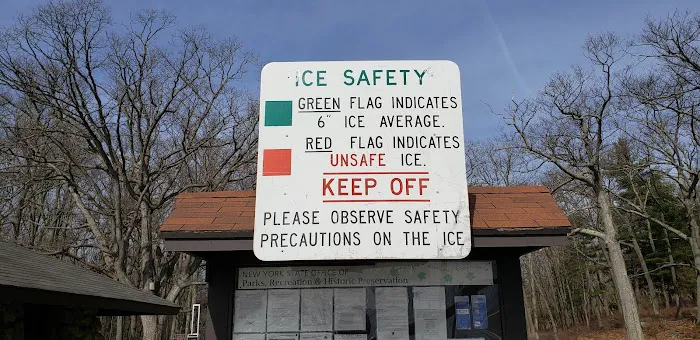 ICE SAFETY
GREEN FLAG INDICATES
6" ICE AVERAGE.
RED FLAG INDICATES
UNSAFE ICE.
KEEP OFF
PLEASE OBSERVE SAFETY
PRECAUTIONS ON THE ICE
NEW YORK STATE OFFICE OF
Parks, Recreation & Historic Preservation